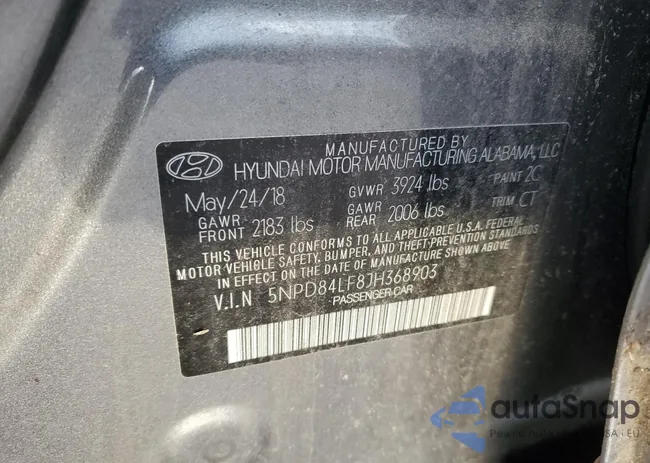 MANUFACTURED BY
HYUNDAI MOTOR MANUFACTURING ALABAMA, LLC
May/24/18 GVWR 3924 lbs PAINT 2C
GAWR FRONT 2183 lbs GAWR REAR 2006 lbs TRIM CT
THIS VEHICLE CONFORMS TO ALL APPLICABLE U.S.A. FEDERAL
MOTOR VEHICLE SAFETY, BUMPER, AND THEFT-PREVENTION STANDARDS
IN EFFECT ON THE DATE OF MANUFACTURE SHOWN ABOVE.
V.I.N 5NPD84LF8JH368903
PASSENGER CAR
autaSnap